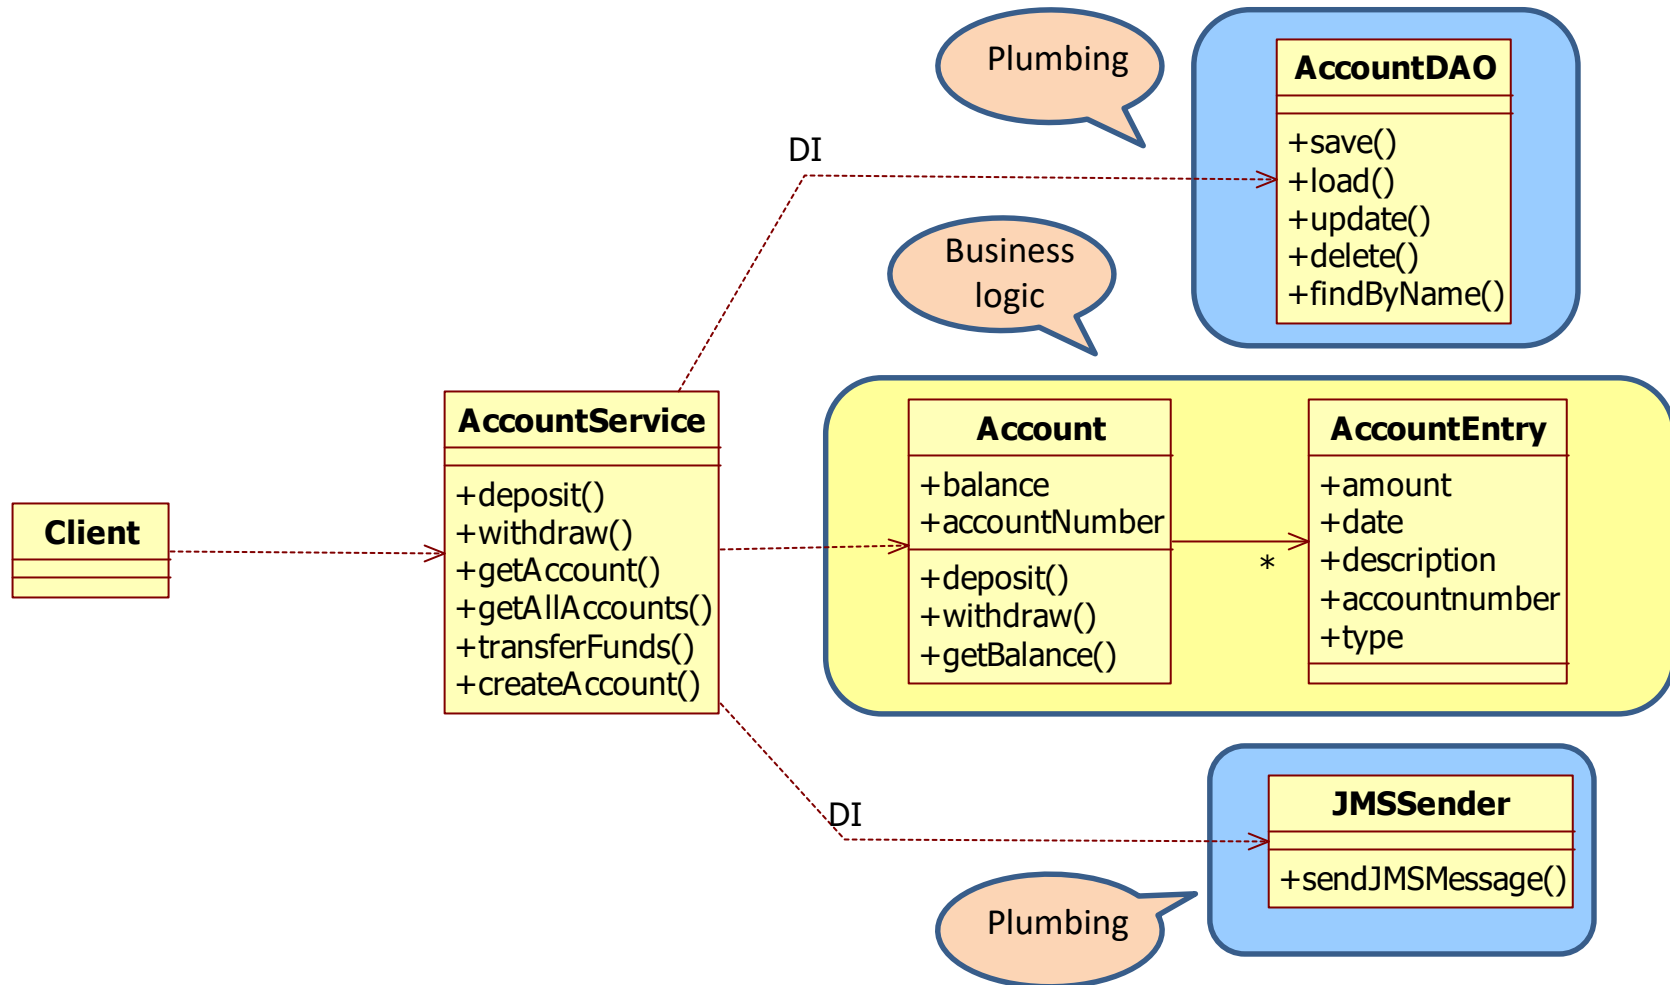 Plumbing
AccountDAO
+save()
+load()
+update()
+delete()
+findByName()
DI
Business
logic
AccountService
+deposit()
+withdraw()
+getAccount()
+getAllAccounts()
+transferFunds()
+createAccount()
Account
+balance
+accountNumber
+deposit()
+withdraw()
+getBalance()
AccountEntry
+amount
+date
+description
+accountnumber
+type
*
Client
DI
JMSSender
+sendJMSMessage()
Plumbing